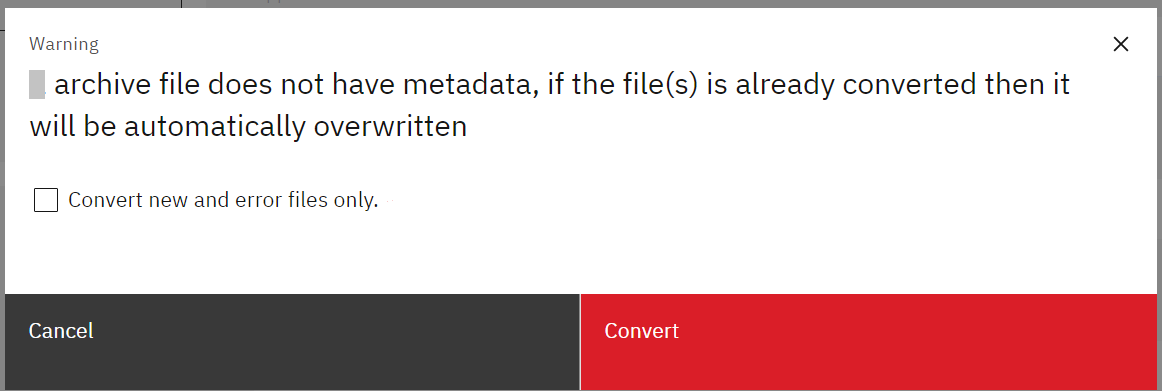 Warning
archive file does not have metadata, if the file(s) is already converted then it
will be automatically overwritten
Convert new and error files only.
Cancel
Convert